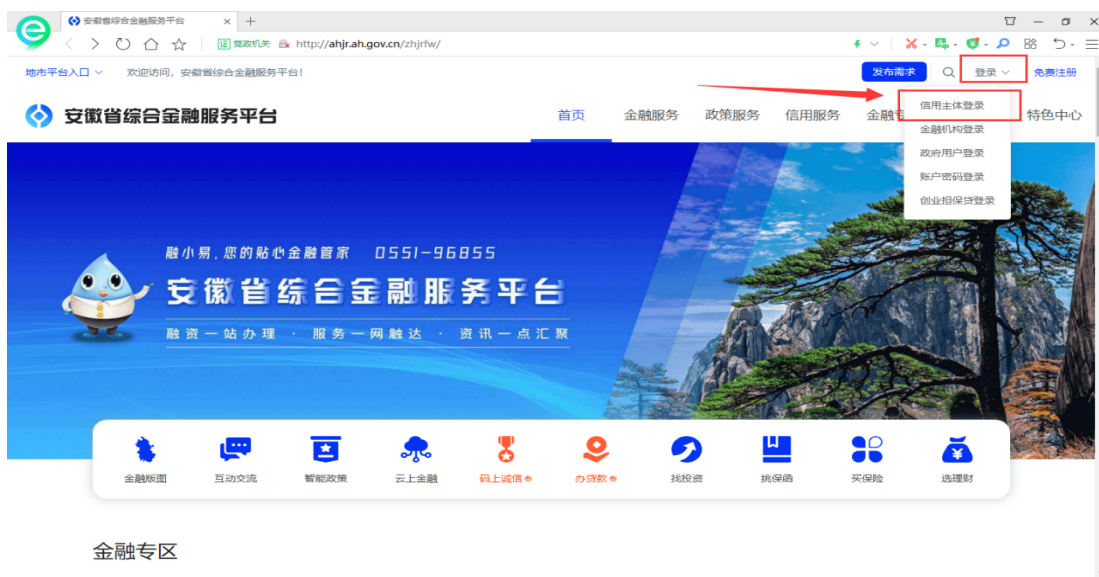 安徽省综合金融服务平台
证 党政机关 http://ahjr.ah.gov.cn/zhjrfw/
地市平台入口 欢迎访问，安徽省综合金融服务平台！ 发布需求 登录 免费注册
安徽省综合金融服务平台 首页 金融服务 政策服务 信用服务 金融 特色中心
信用主体登录
金融机构登录
政府用户登录
账户密码登录
创业担保贷登录
融小易,您的贴心金融管家 0551-96855
安徽省综合金融服务平台
融资一站办理 · 服务一网融达 · 资讯一点汇聚
金融版图 互动交流 智能政策 云上金融 码上诚信 办贷款 找投资 挑保函 买保险 选理财
金融专区